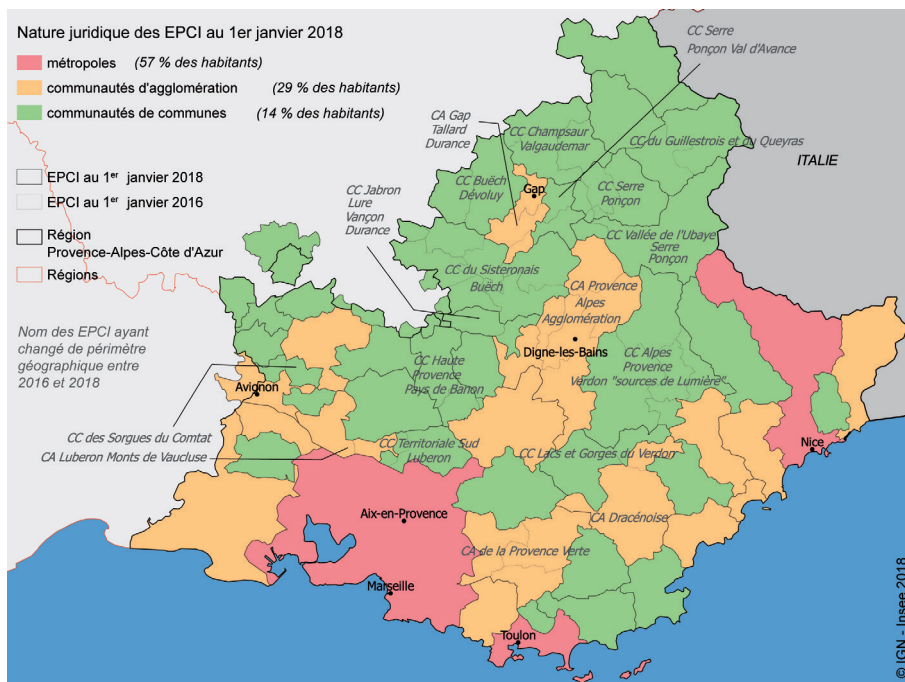 Nature juridique des EPCI au 1er janvier 2018
métropoles (57 % des habitants)
communautés d'agglomération (29 % des habitants)
communautés de communes (14 % des habitants)
EPCI au 1er janvier 2018
EPCI au 1er janvier 2016
Région
Provence-Alpes-Côte d'Azur
Régions
Nom des EPCI ayant
changé de périmètre
géographique entre
2016 et 2018
CC Serre
Ponçon Val d'Avance
CA Gap
Tallard
Durance
CC Champsaur
Valgaudemar
CC du Guillestrois et du Queyras
ITALIE
CC Jabron
Lure
Vançon
Durance
CC Buëch
Dévoluy
Gap
CC Serre
Ponçon
CC Vallée de l'Ubaye
Serre
Ponçon
CC du Sisteronais
Buëch
CA Provence
Alpes
Agglomération
Digne-les-Bains
CC Haute
Provence
Pays de Banon
CC Alpes
Provence
Verdon "sources de Lumière"
Avignon
CC des Sorgues du Comtat
CA Luberon Monts de Vaucluse
CC Territoriale Sud
Luberon
CC Lacs et Gorges du Verdon
Nice
Aix-en-Provence
CA Dracénoise
CA de la Provence Verte
Marseille
Toulon
© IGN - Insee 2018